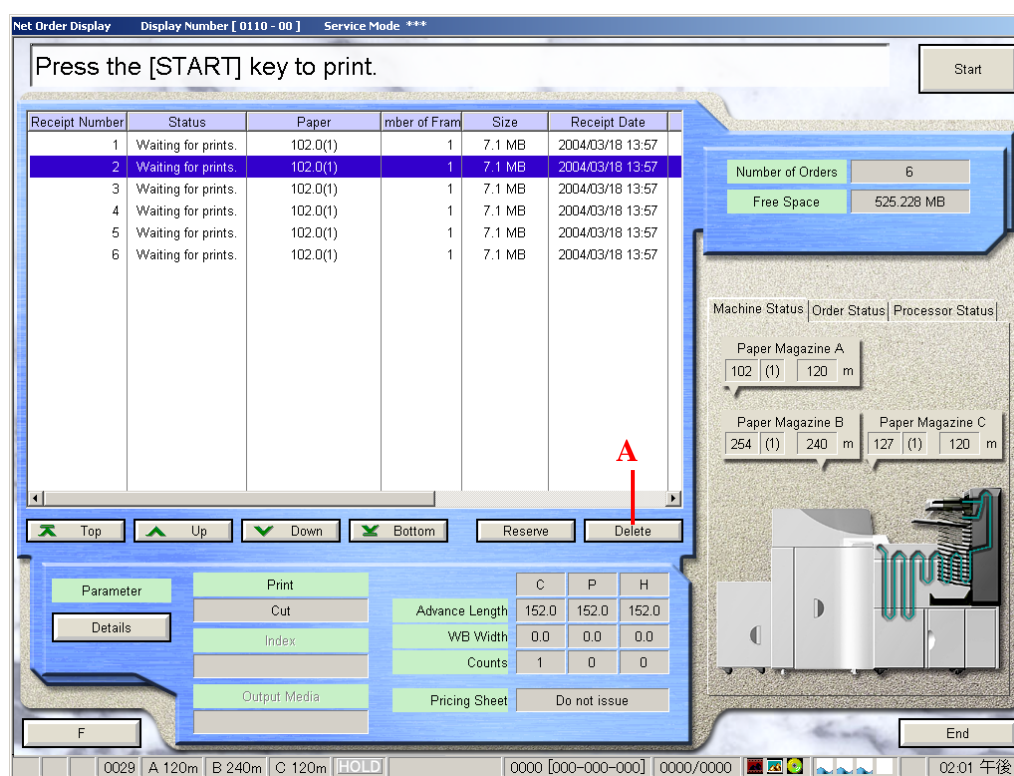 Net Order Display Display Number [ 0110 - 00 ] Service Mode ***
Press the [START] key to print.
Start
Receipt Number Status Paper mber of Fram Size Receipt Date
1 Waiting for prints. 102.0(1) 1 7.1 MB 2004/03/18 13:57
2 Waiting for prints. 102.0(1) 1 7.1 MB 2004/03/18 13:57
3 Waiting for prints. 102.0(1) 1 7.1 MB 2004/03/18 13:57
4 Waiting for prints. 102.0(1) 1 7.1 MB 2004/03/18 13:57
5 Waiting for prints. 102.0(1) 1 7.1 MB 2004/03/18 13:57
6 Waiting for prints. 102.0(1) 1 7.1 MB 2004/03/18 13:57
Number of Orders 6
Free Space 525.228 MB
Machine Status Order Status Processor Status
Paper Magazine A
102 (1) 120 m
Paper Magazine B Paper Magazine C
254 (1) 240 m 127 (1) 120 m
A
Top Up Down Bottom Reserve Delete
Parameter
Details
Print
Cut
Index
Output Media
C P H
Advance Length 152.0 152.0 152.0
WB Width 0.0 0.0 0.0
Counts 1 0 0
Pricing Sheet Do not issue
F
End
0029 A 120m B 240m C 120m HOLD 0000 [000-000-000] 0000/0000 02:01 午後